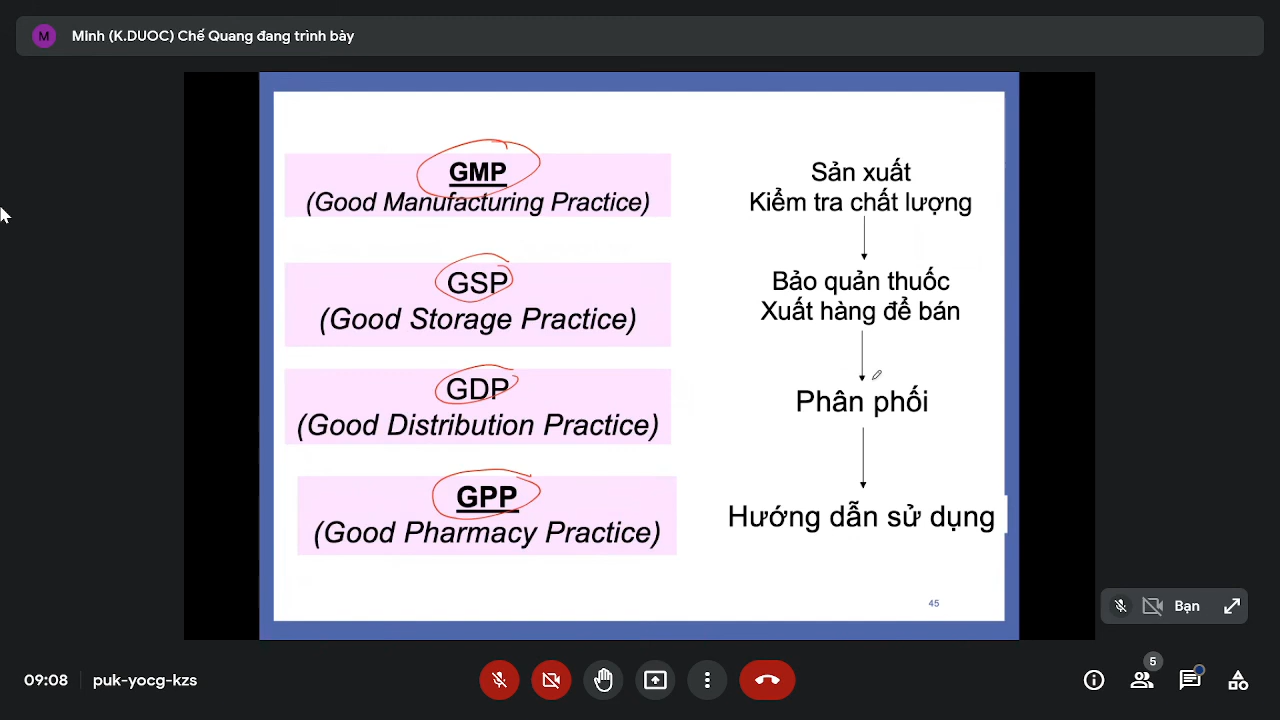 M
Minh (K.DUOC) Chế Quang đang trình bày
GMP
(Good Manufacturing Practice)
Sản xuất
Kiểm tra chất lượng
GSP
(Good Storage Practice)
Bảo quản thuốc
Xuất hàng để bán
GDP
(Good Distribution Practice)
Phân phối
GPP
(Good Pharmacy Practice)
Hướng dẫn sử dụng
45
Bạn
09:08
puk-yocg-kzs
5